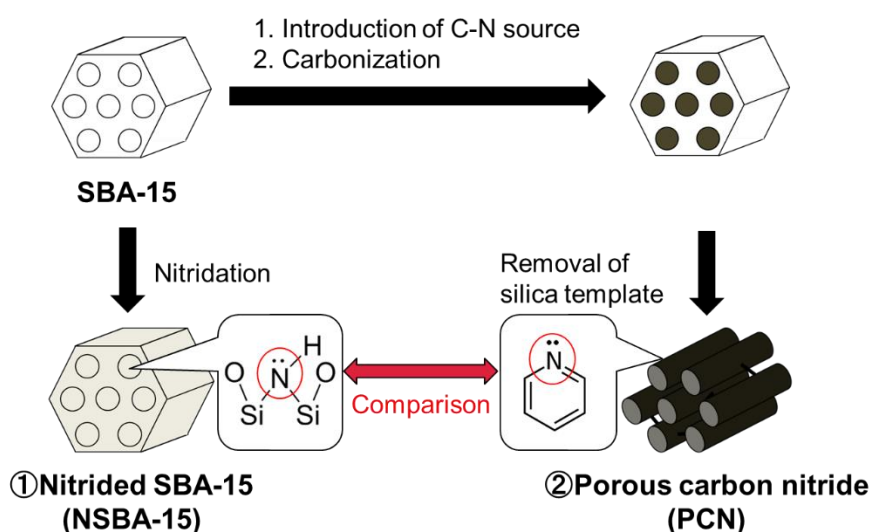 1. Introduction of C-N source
2. Carbonization
SBA-15
Nitridation
Removal of
silica template
H
O N O
Si Si
N
Comparison
①Nitrided SBA-15
(NSBA-15)
②Porous carbon nitride
(PCN)